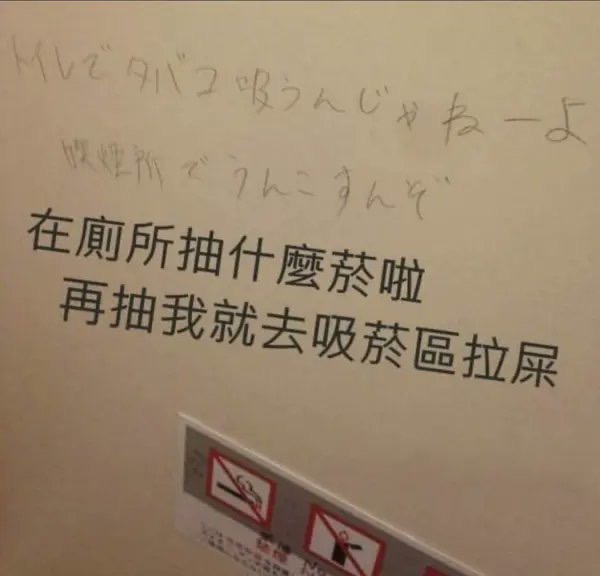 トイレでタバコ吸うんじゃねーよ
喫煙所でうんこすんぞ
在廁所抽什麼菸啦
再抽我就去吸菸區拉屎